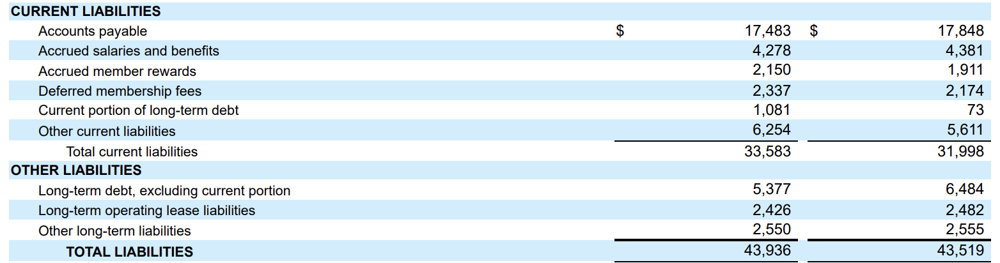 CURRENT LIABILITIES
Accounts payable $ 17,483 $ 17,848
Accrued salaries and benefits 4,278 4,381
Accrued member rewards 2,150 1,911
Deferred membership fees 2,337 2,174
Current portion of long-term debt 1,081 73
Other current liabilities 6,254 5,611
Total current liabilities 33,583 31,998
OTHER LIABILITIES
Long-term debt, excluding current portion 5,377 6,484
Long-term operating lease liabilities 2,426 2,482
Other long-term liabilities 2,550 2,555
TOTAL LIABILITIES 43,936 43,519